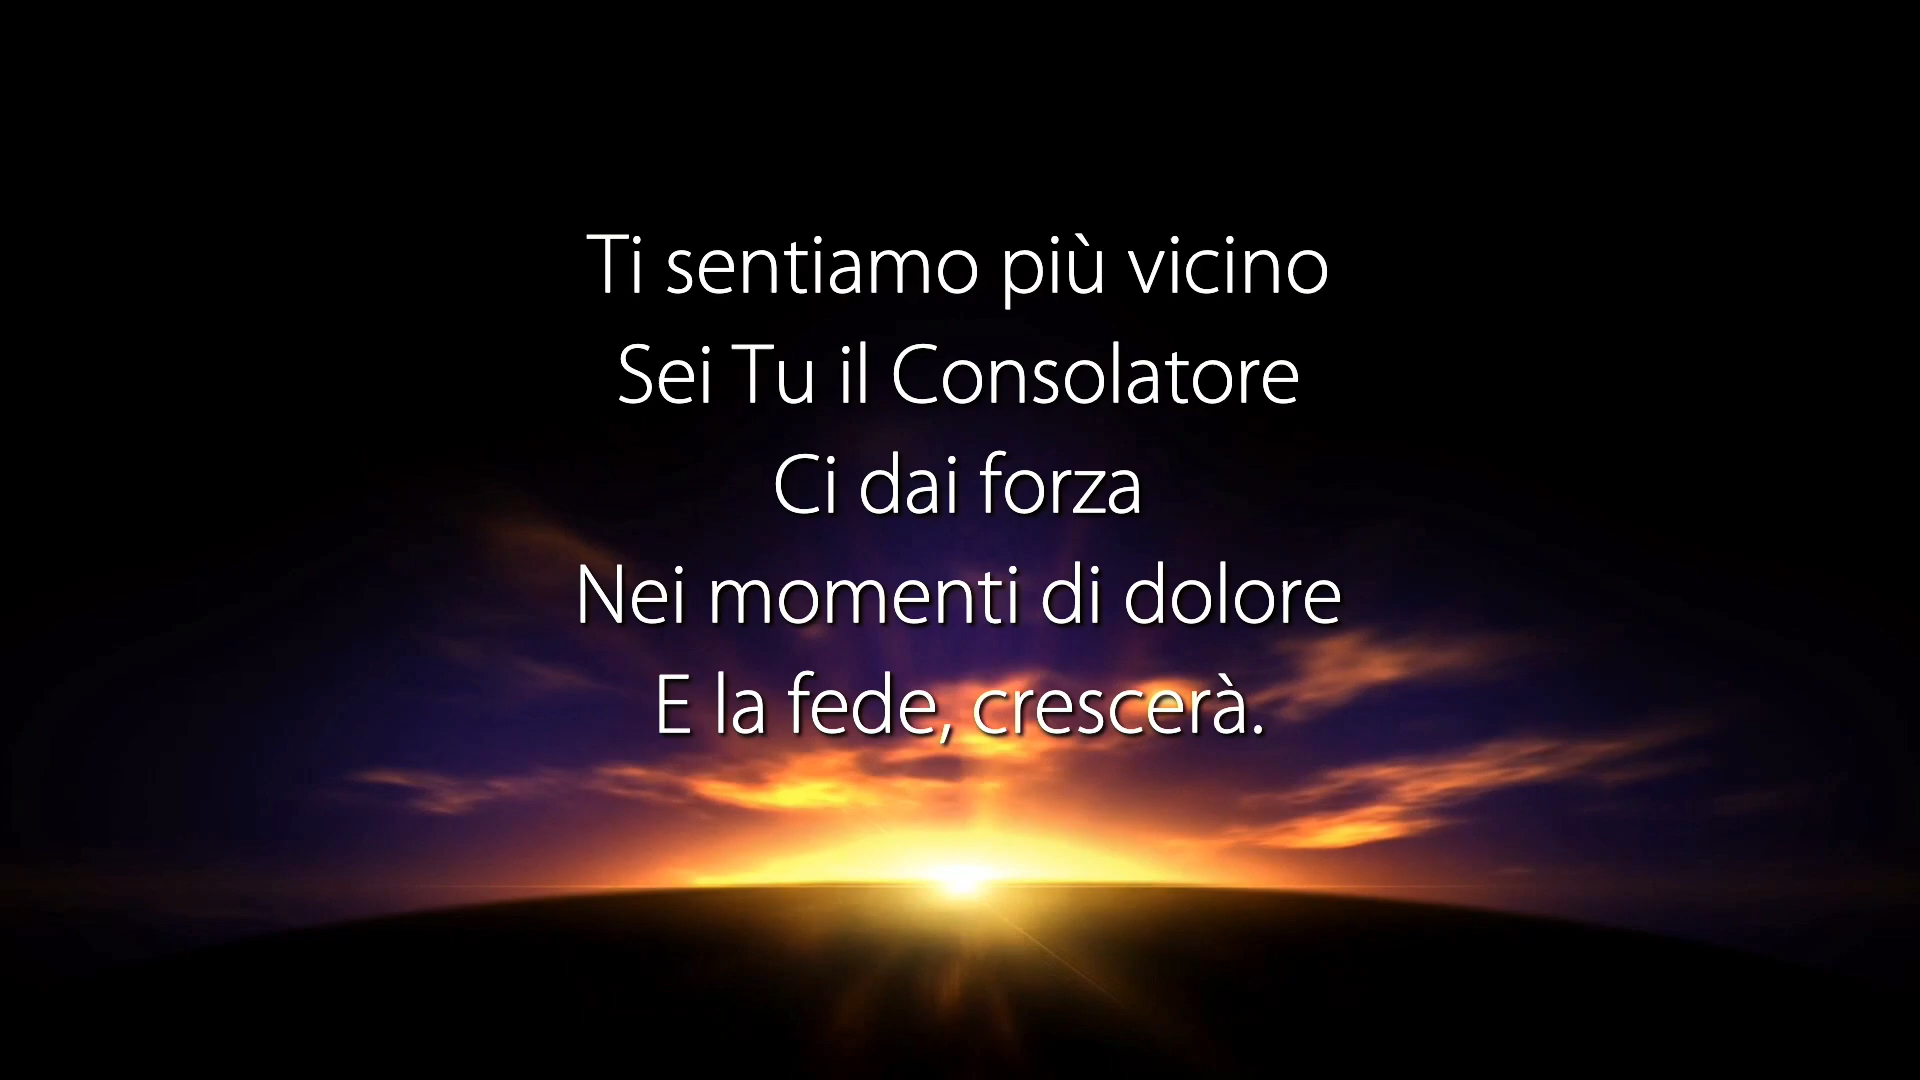 Ti sentiamo più vicino
Sei Tu il Consolatore
Ci dai forza
Nei momenti di dolore
E la fede, crescerà.